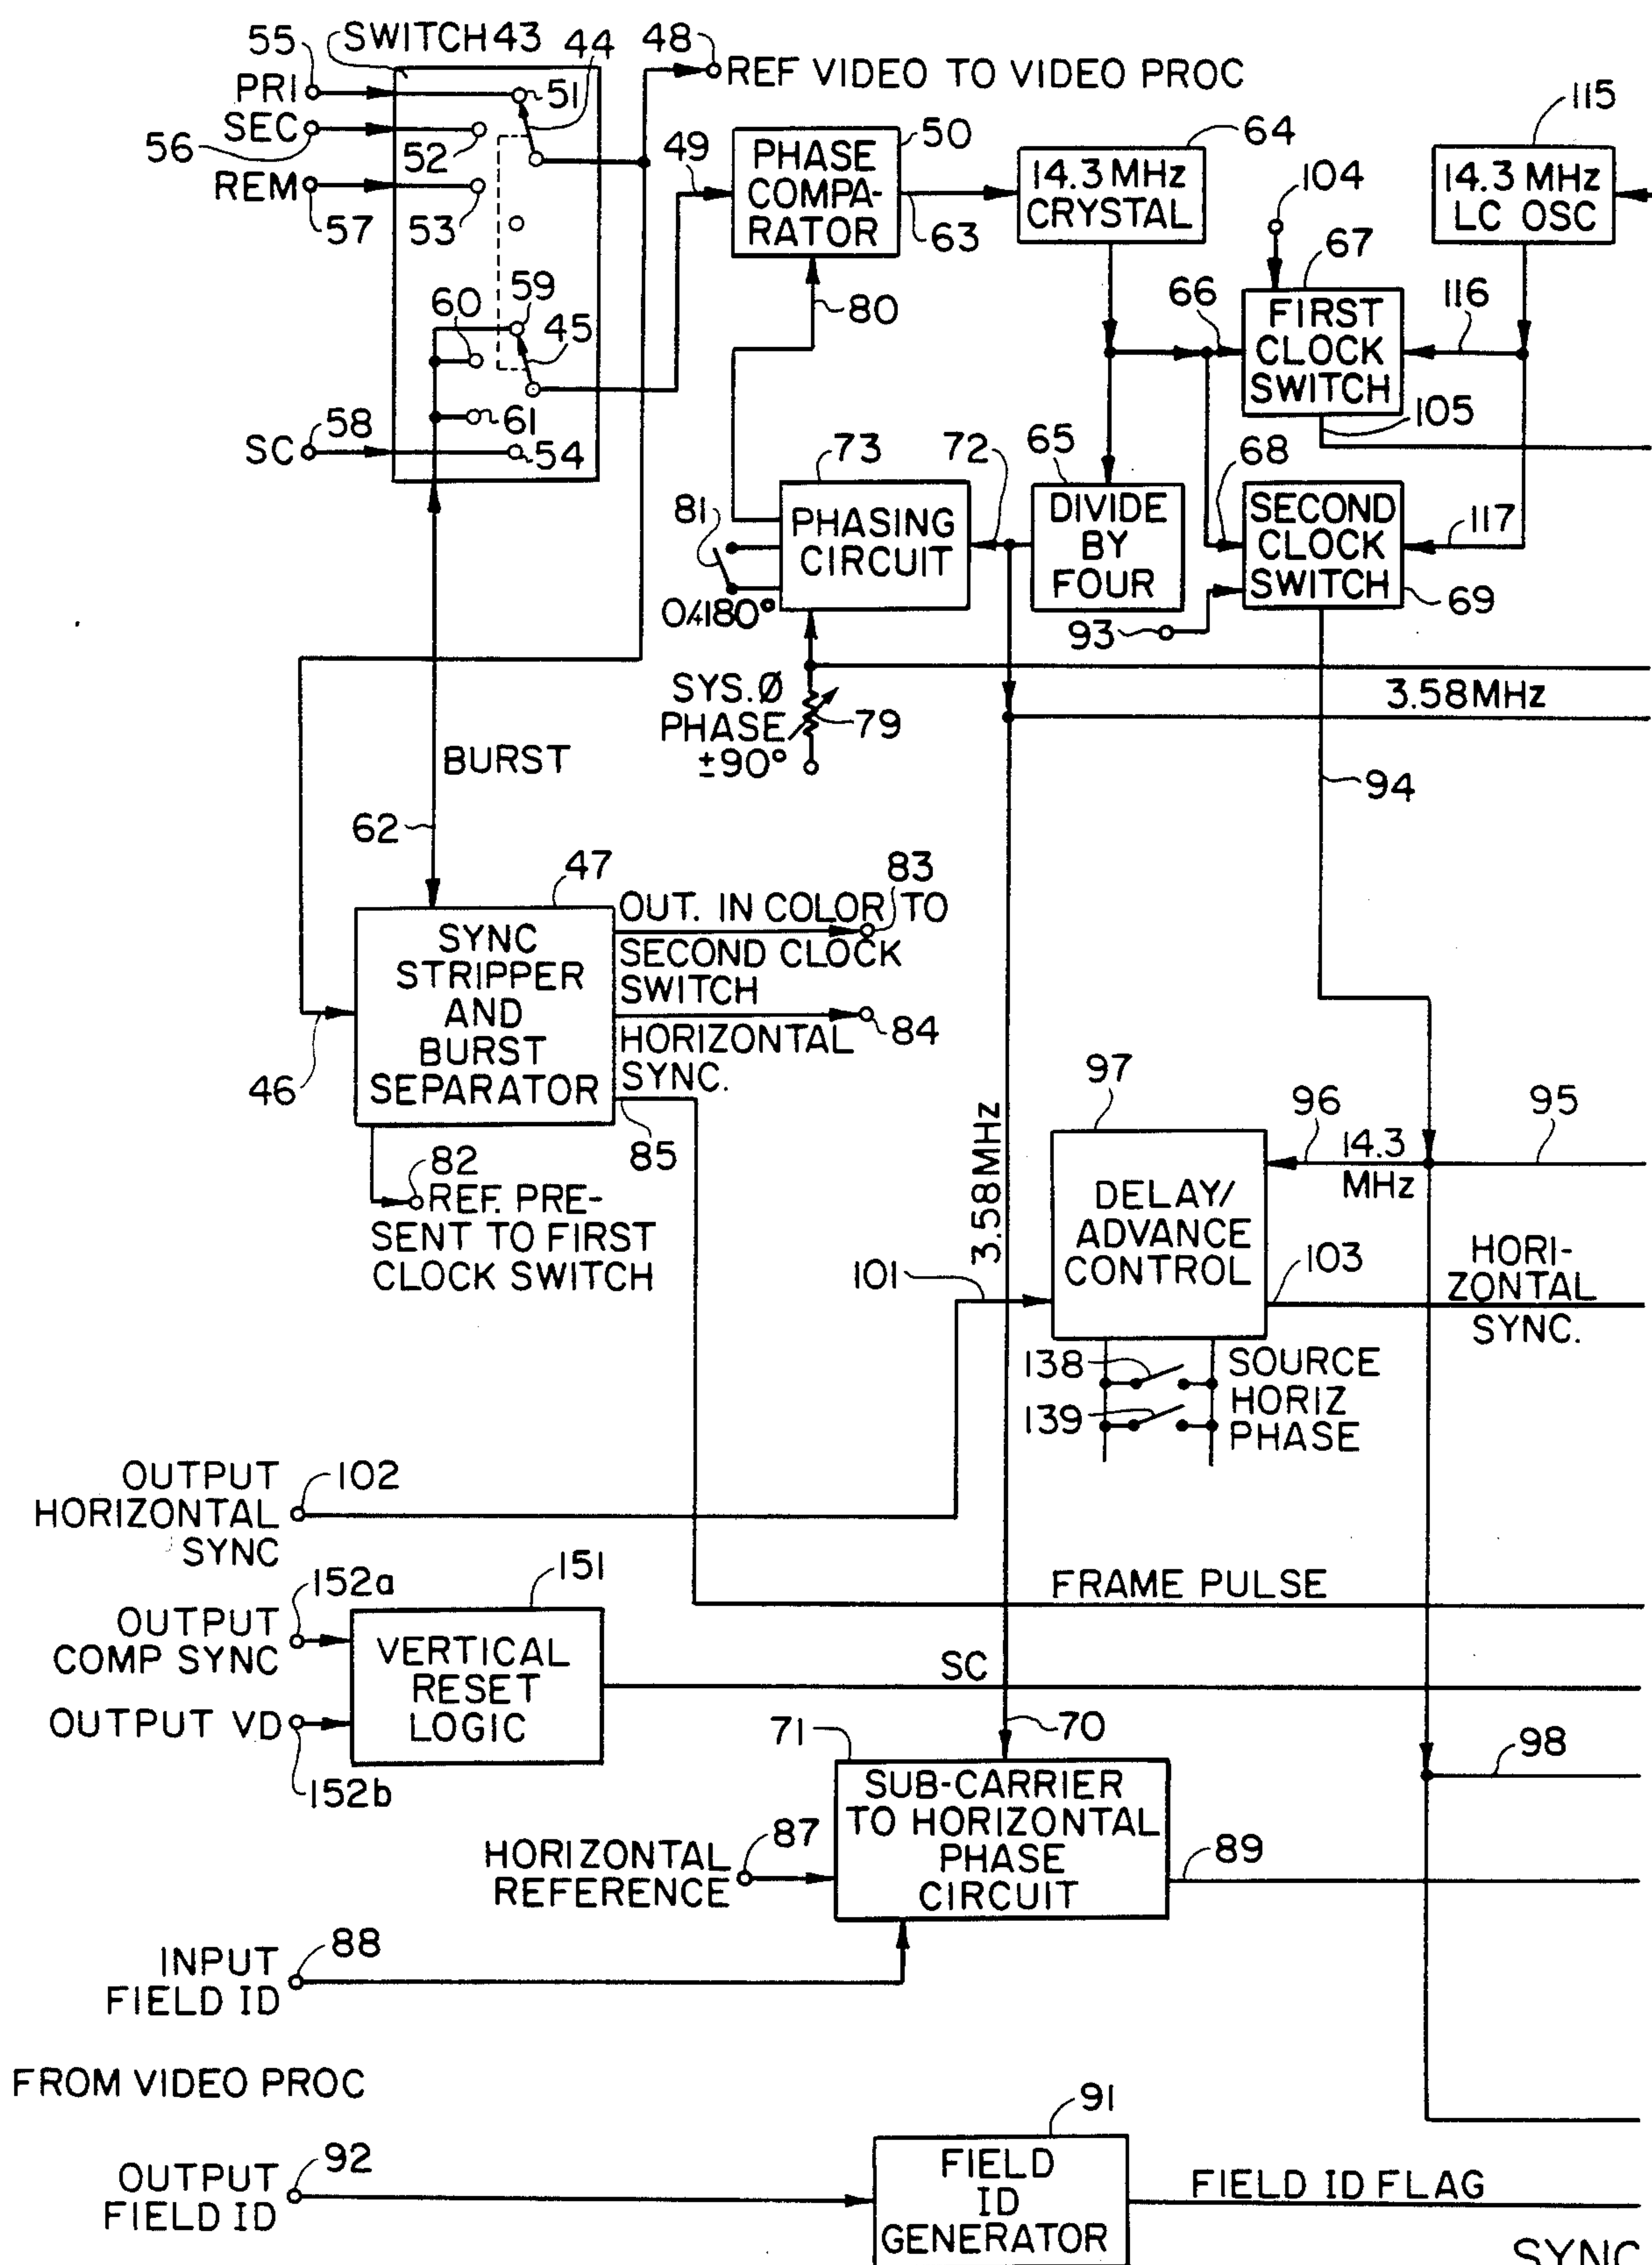 55
SWITCH 43
44
48
PRI
51
REF VIDEO TO VIDEO PROC
115
SEC
56
52
49
PHASE
COMPA-
RATOR
50
64
14.3 MHz
CRYSTAL
104
14.3 MHz
LC OSC
REM
57
53
63
67
60
59
45
80
66
FIRST
CLOCK
SWITCH
116
58
61
105
SC
54
73
72
65
68
81
PHASING
CIRCUIT
DIVIDE
BY
FOUR
SECOND
CLOCK
SWITCH
117
69
93
SYS.Ø
PHASE
±90°
79
3.58MHz
BURST
94
62
47
83
OUT. IN COLOR TO
SECOND CLOCK
SWITCH
SYNC
STRIPPER
AND
BURST
SEPARATOR
84
HORIZONTAL
SYNC.
46
97
85
96
95
82
REF. PRE-
SENT TO FIRST
CLOCK SWITCH
3.58MHz
14.3
MHz
DELAY/
ADVANCE
CONTROL
101
103
HORI-
ZONTAL
SYNC.
138
139
SOURCE
HORIZ
PHASE
OUTPUT
HORIZONTAL
SYNC
102
152a
151
FRAME PULSE
OUTPUT
COMP SYNC
VERTICAL
RESET
LOGIC
SC
OUTPUT VD
152b
71
70
98
SUB-CARRIER
TO HORIZONTAL
PHASE
CIRCUIT
HORIZONTAL
REFERENCE
87
89
INPUT
FIELD ID
88
FROM VIDEO PROC
91
OUTPUT
FIELD ID
92
FIELD
ID
GENERATOR
FIELD ID FLAG
SYNC